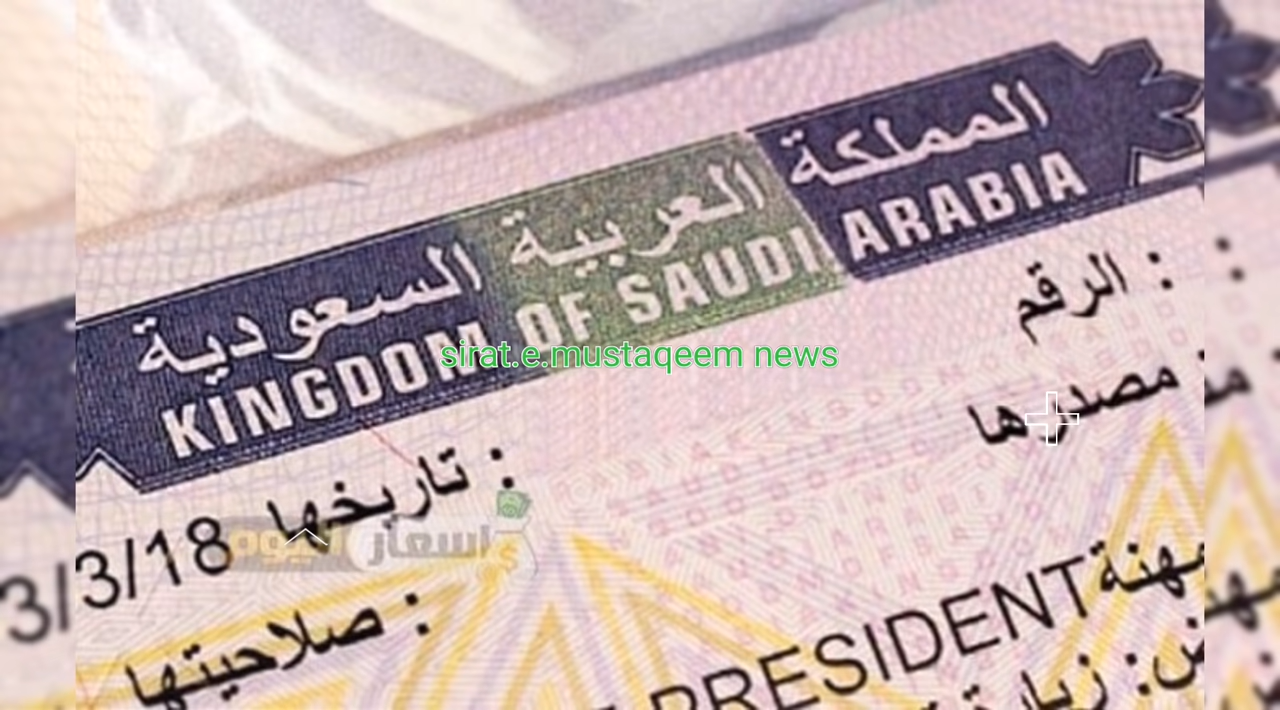 المملكة العربية السعودية
KINGDOM OF SAUDI ARABIA
الرقم :
مصدرها
sirat.e.mustaqeem news
تاريخها :
3/3/18
اسعار اليوم
صلاحيتها :
مهنة
PRESIDENT
زيارة